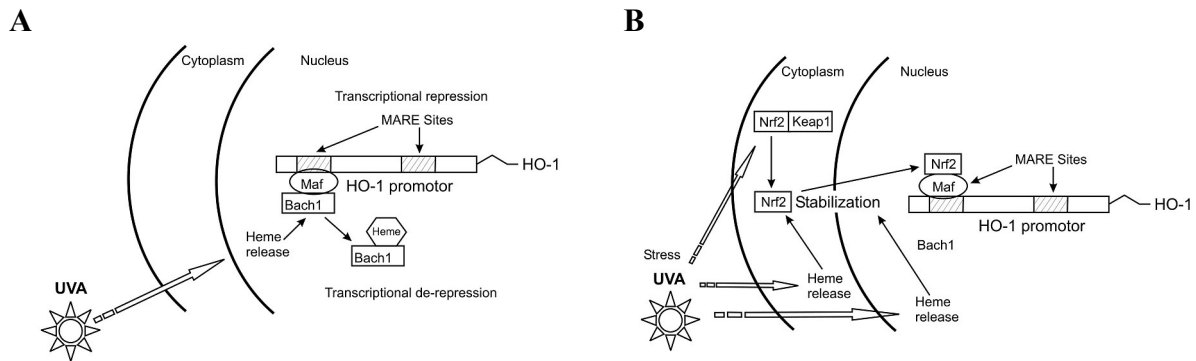 A
Cytoplasm
Nucleus
Transcriptional repression
MARE Sites
HO-1
Maf
HO-1 promotor
Bach1
Heme
release
Heme
Bach1
UVA
Transcriptional de-repression
B
Cytoplasm
Nucleus
Nrf2 Keap1
Nrf2
MARE Sites
Maf
Nrf2
Stabilization
HO-1
HO-1 promotor
Bach1
Stress
UVA
Heme
release
Heme
release